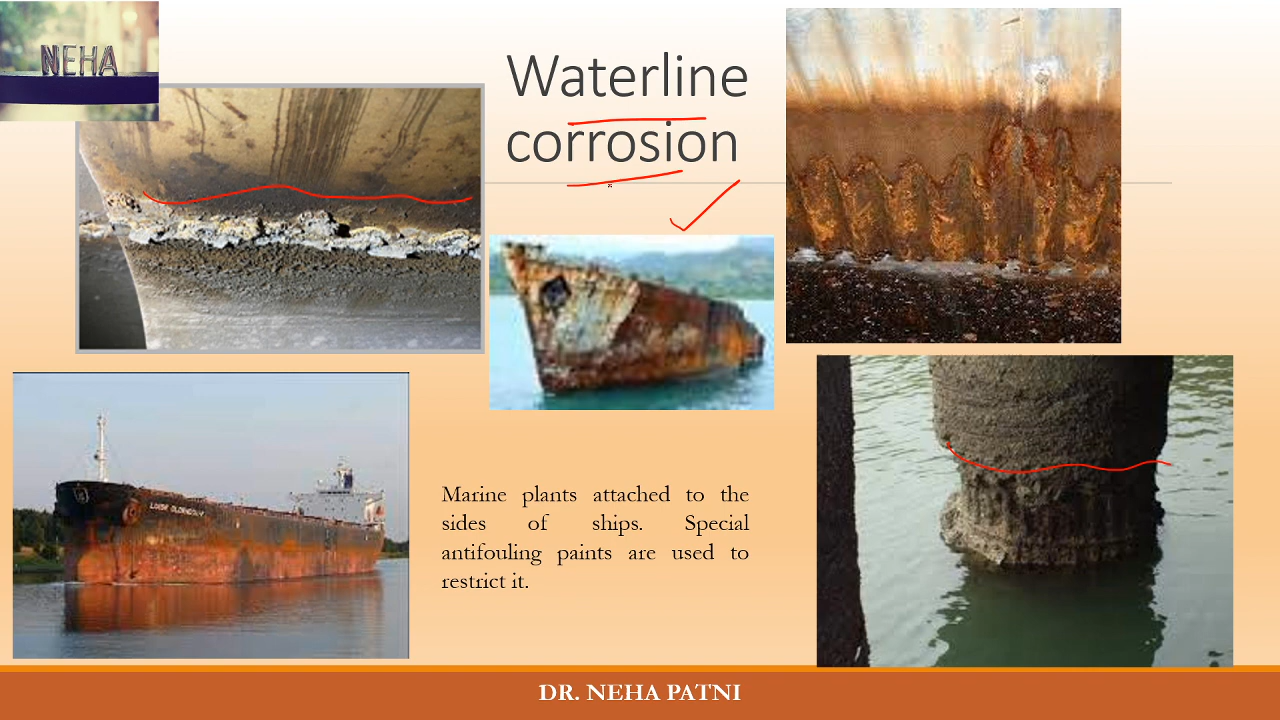 NEHA
Waterline
corrosion
Marine plants attached to the
sides of ships. Special
antifouling paints are used to
restrict it.
DR. NEHA PATNI